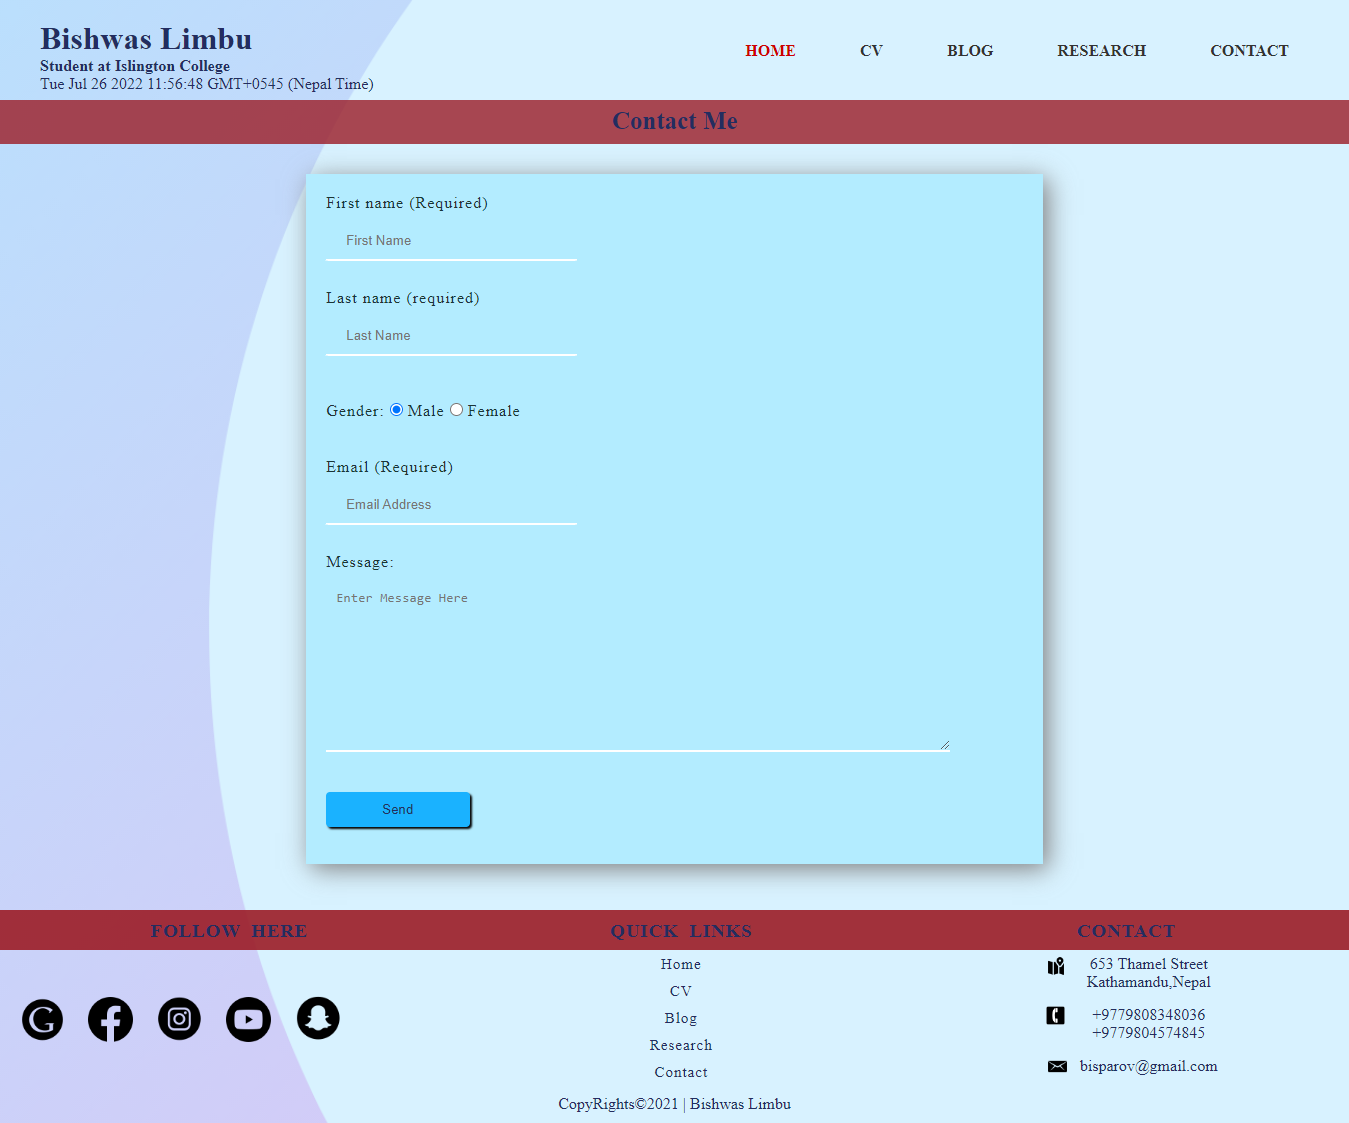 Bishwas Limbu
Student at Islington College
Tue Jul 26 2022 11:56:48 GMT+0545 (Nepal Time)
HOME CV BLOG RESEARCH CONTACT
Contact Me
First name (Required)
First Name
Last name (required)
Last Name
Gender: Male Female
Email (Required)
Email Address
Message:
Enter Message Here
Send
FOLLOW HERE
G
QUICK LINKS
Home
CV
Blog
Research
Contact
CONTACT
653 Thamel Street
Kathamandu,Nepal
+9779808348036
+9779804574845
bisparov@gmail.com
CopyRights©2021 | Bishwas Limbu